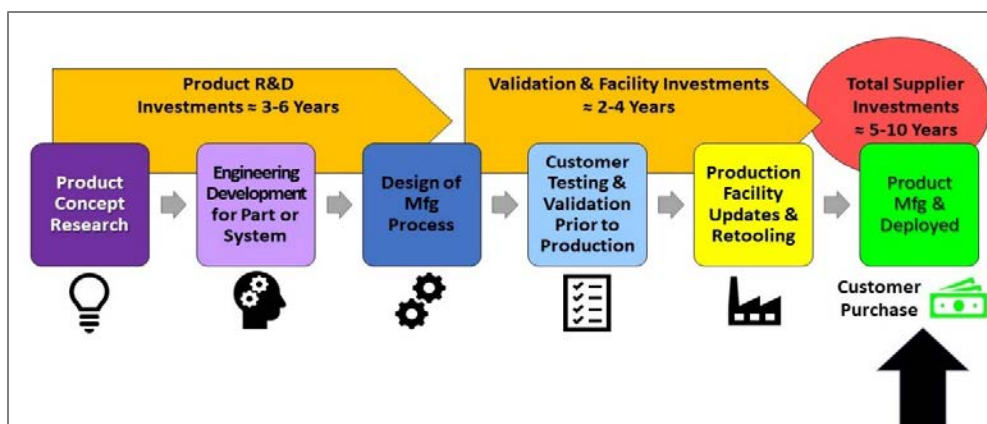 Product R&D
Investments ≈ 3-6 Years
Validation & Facility Investments
≈ 2-4 Years
Total Supplier
Investments
≈ 5-10 Years
Product
Concept
Research
Engineering
Development
for Part or
System
Design of
Mfg
Process
Customer
Testing &
Validation
Prior to
Production
Production
Facility
Updates &
Retooling
Product
Mfg &
Deployed
Customer
Purchase